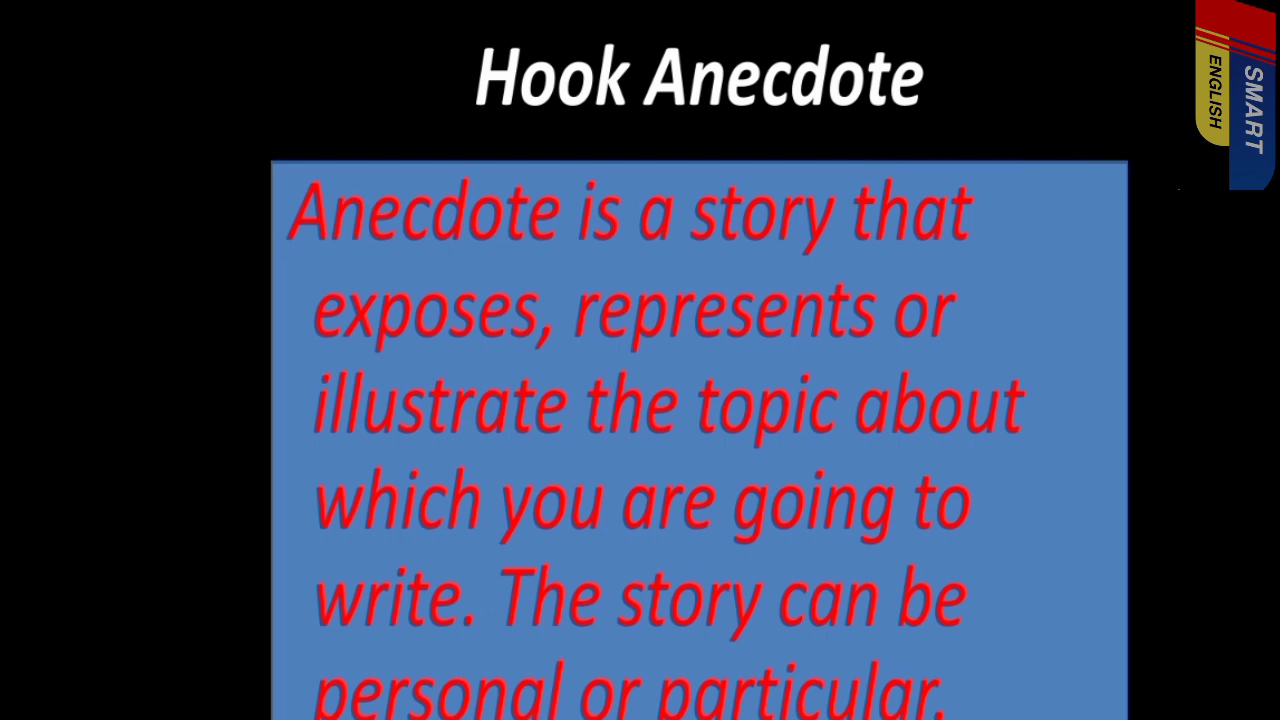 Hook Anecdote
SMART
ENGLISH
Anecdote is a story that
exposes, represents or
illustrate the topic about
which you are going to
write. The story can be
personal or particular.